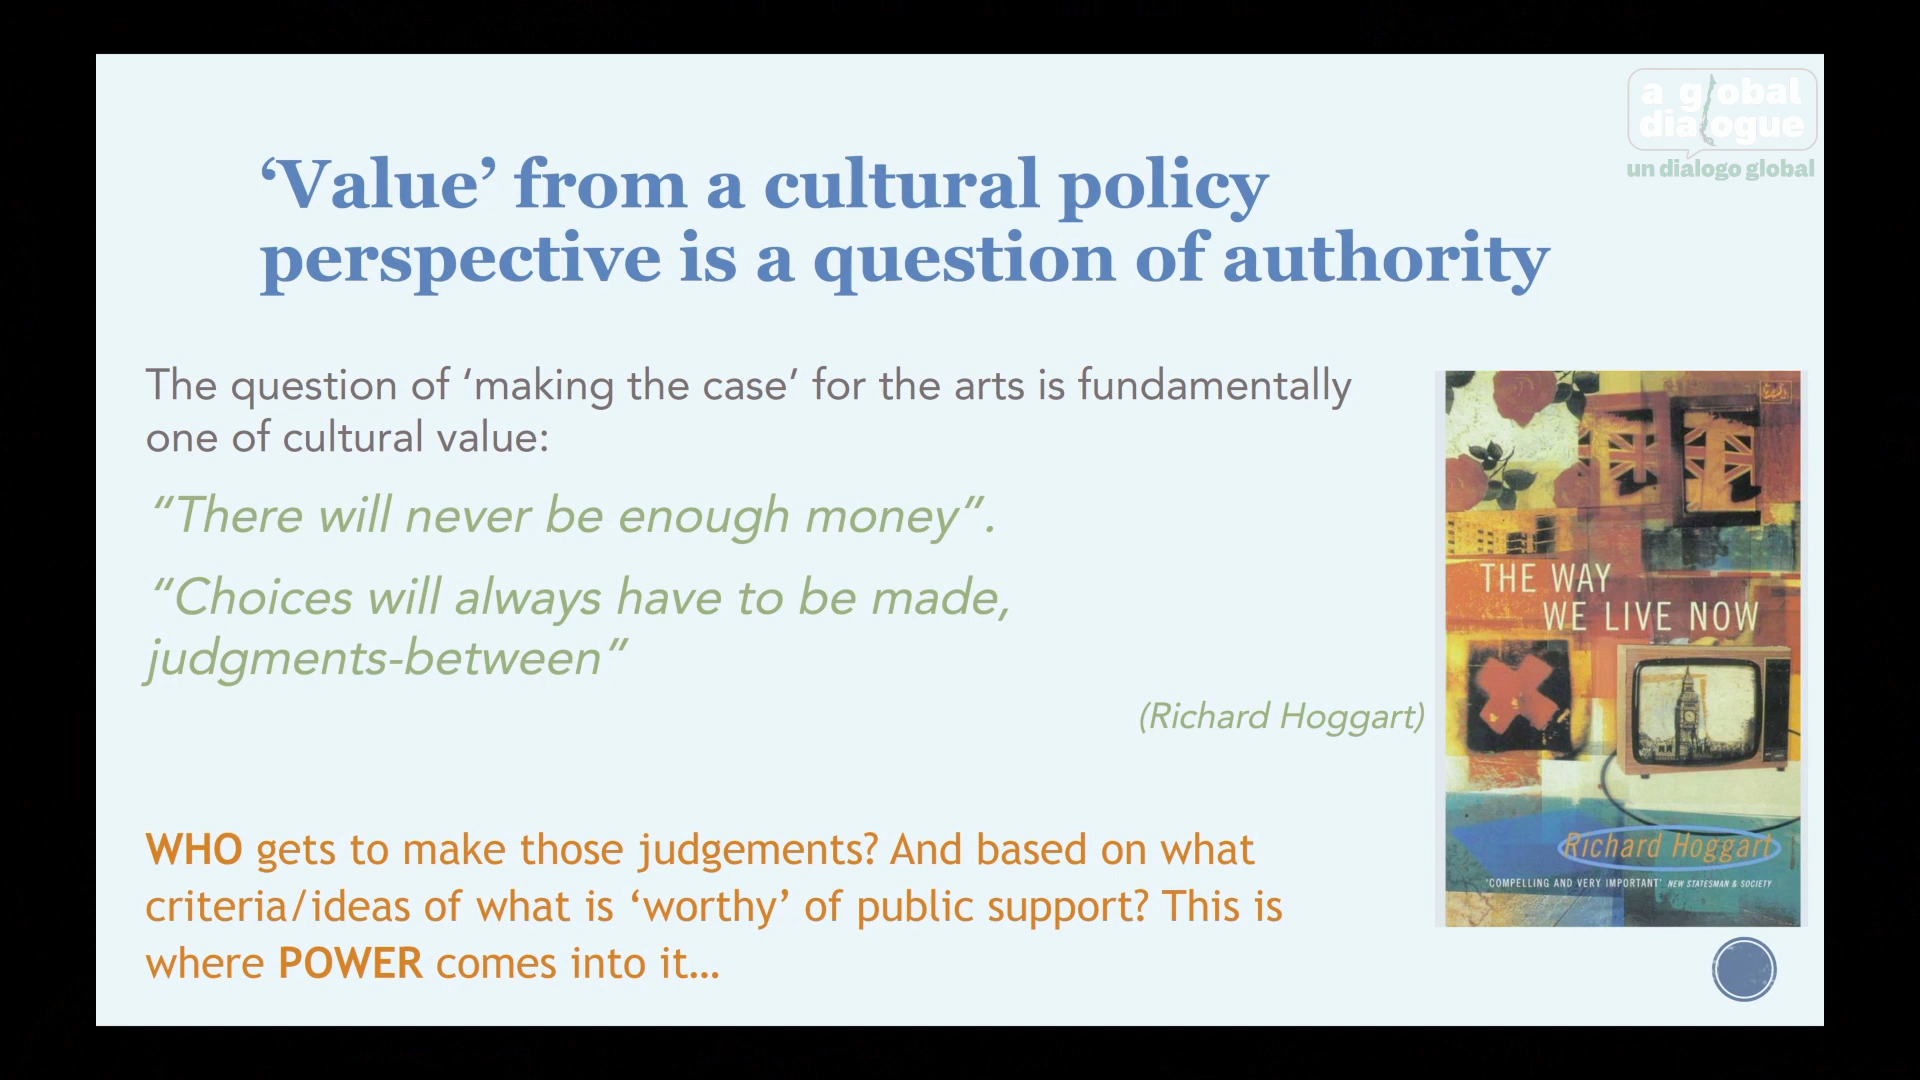 a global
dialogue
un dialogo global
‘Value’ from a cultural policy
perspective is a question of authority
The question of ‘making the case’ for the arts is fundamentally
one of cultural value:
“There will never be enough money”.
“Choices will always have to be made,
judgments-between”
(Richard Hoggart)
WHO gets to make those judgements? And based on what
criteria/ideas of what is ‘worthy’ of public support? This is
where POWER comes into it…
THE WAY
WE LIVE NOW
Richard Hoggart
‘COMPELLING AND VERY IMPORTANT’ NEW STATESMAN & SOCIETY